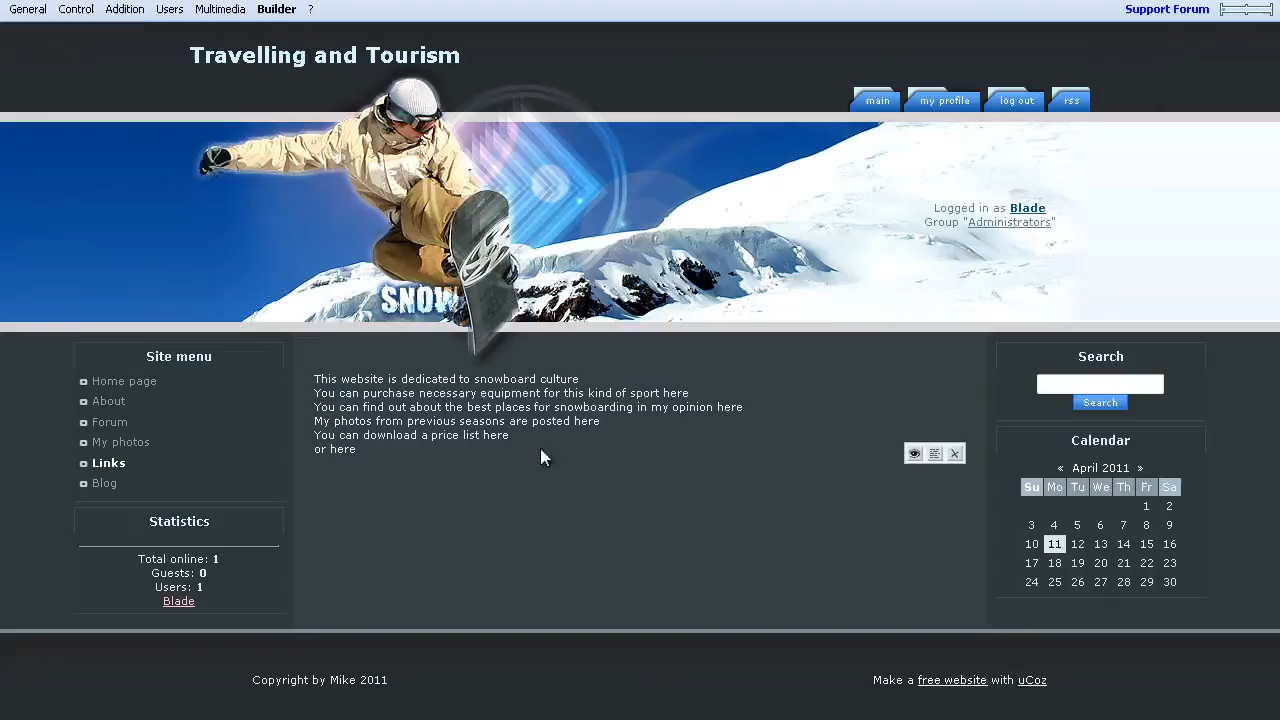 General Control Addition Users Multimedia Builder ?
Support Forum
Travelling and Tourism
main my profile log out rss
Logged in as Blade
Group "Administrators"
SNOW
Site menu
Home page
About
Forum
My photos
Links
Blog
Statistics
Total online: 1
Guests: 0
Users: 1
Blade
This website is dedicated to snowboard culture
You can purchase necessary equipment for this kind of sport here
You can find out about the best places for snowboarding in my opinion here
My photos from previous seasons are posted here
You can download a price list here
or here
Search
Search
Calendar
« April 2011 »
Su Mo Tu We Th Fr Sa
1 2
3 4 5 6 7 8 9
10 11 12 13 14 15 16
17 18 19 20 21 22 23
24 25 26 27 28 29 30
Copyright by Mike 2011
Make a free website with uCoz